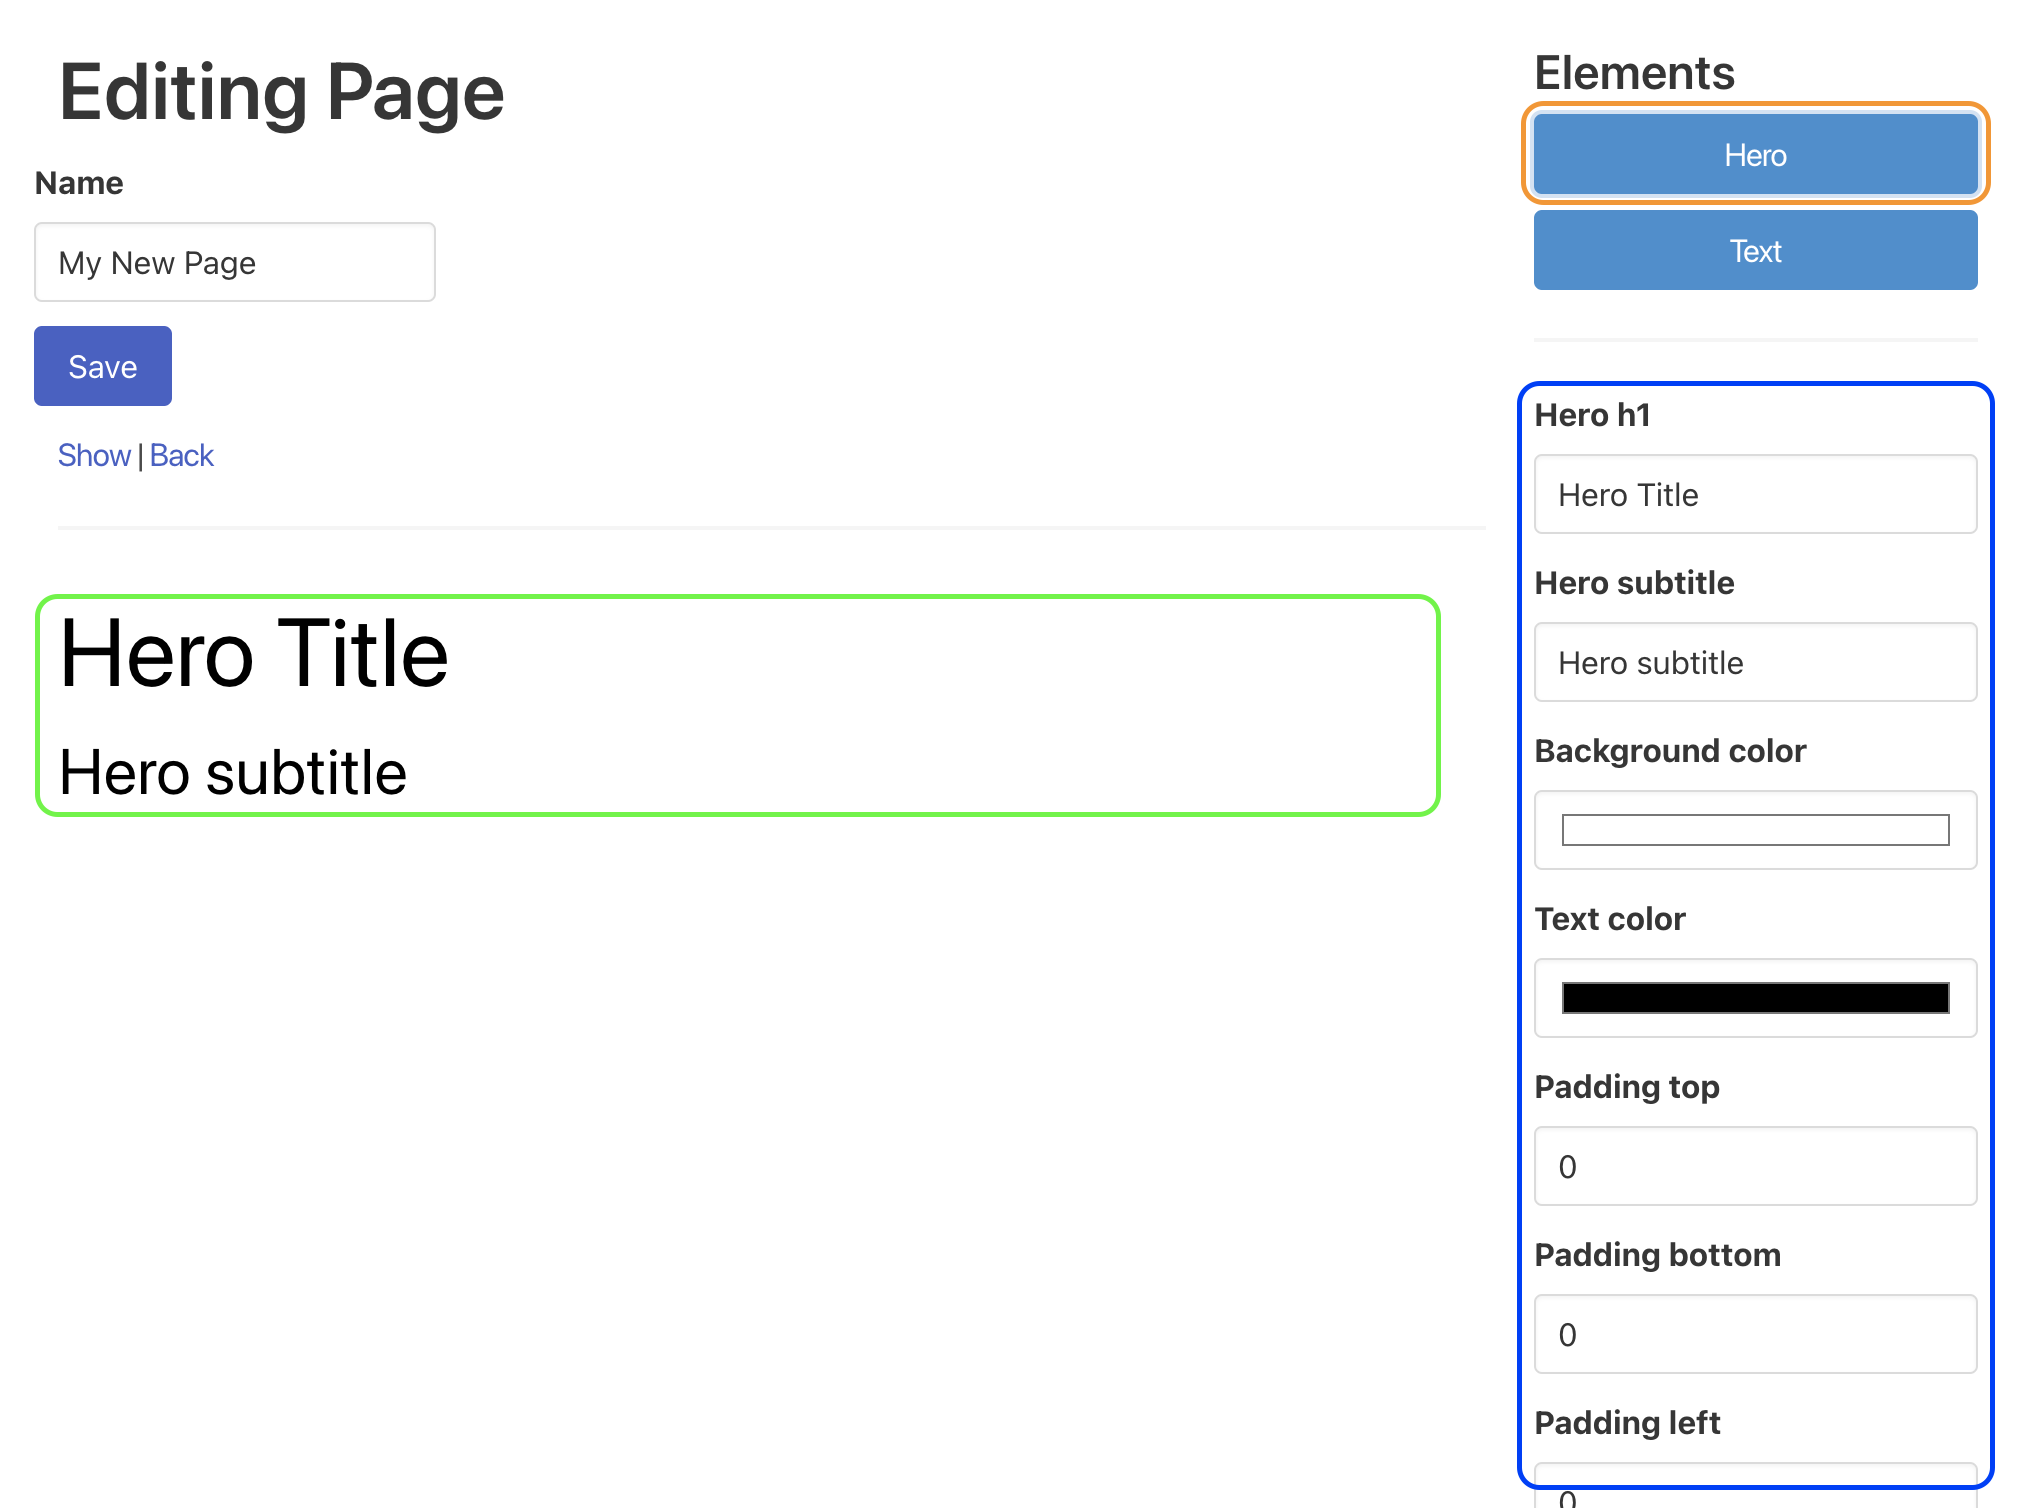 Editing Page
Name
My New Page
Save
Show | Back
Hero Title
Hero subtitle
Elements
Hero
Text
Hero h1
Hero Title
Hero subtitle
Hero subtitle
Background color
Text color
Padding top
0
Padding bottom
0
Padding left
0